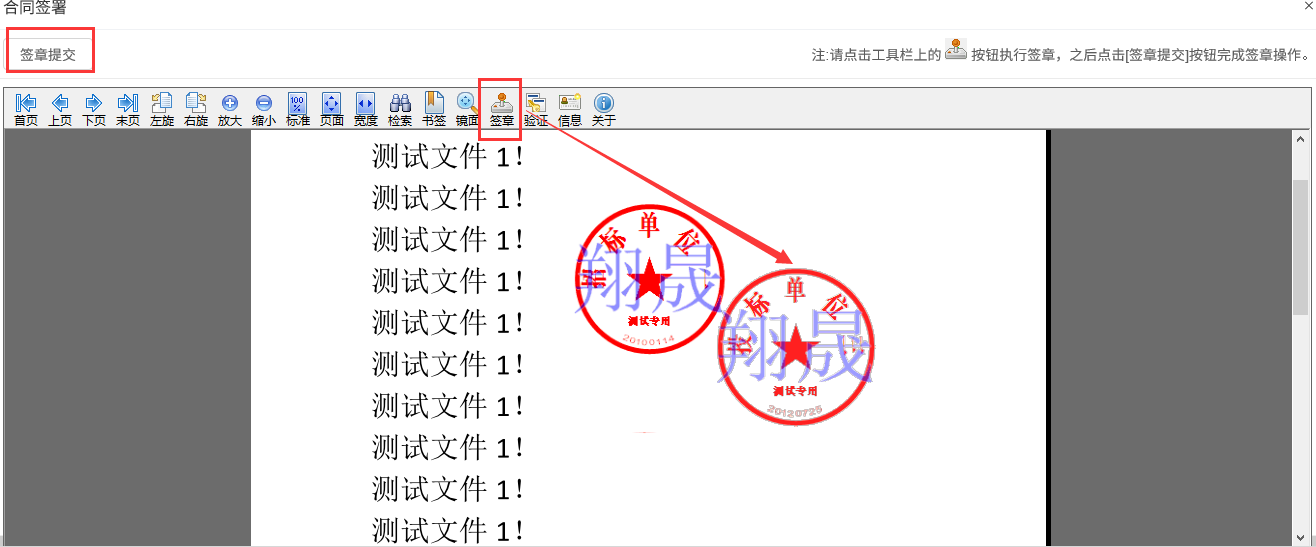 合同签署
签章提交
注:请点击工具栏上的 按钮执行签章，之后点击[签章提交]按钮完成签章操作。
首页 上页 下页 末页 左旋 右旋 放大 缩小 标准 页面 宽度 检索 书签 镜面 签章 验证 信息 关于
测试文件 1！
测试文件 1！
测试文件 1！
测试文件 1！
测试文件 1！
测试文件 1！
测试文件 1！
测试文件 1！
测试文件 1！
测试文件 1！
招标单位
翔晟
测试专用
20100114
投标单位
翔晟
测试专用
20120725